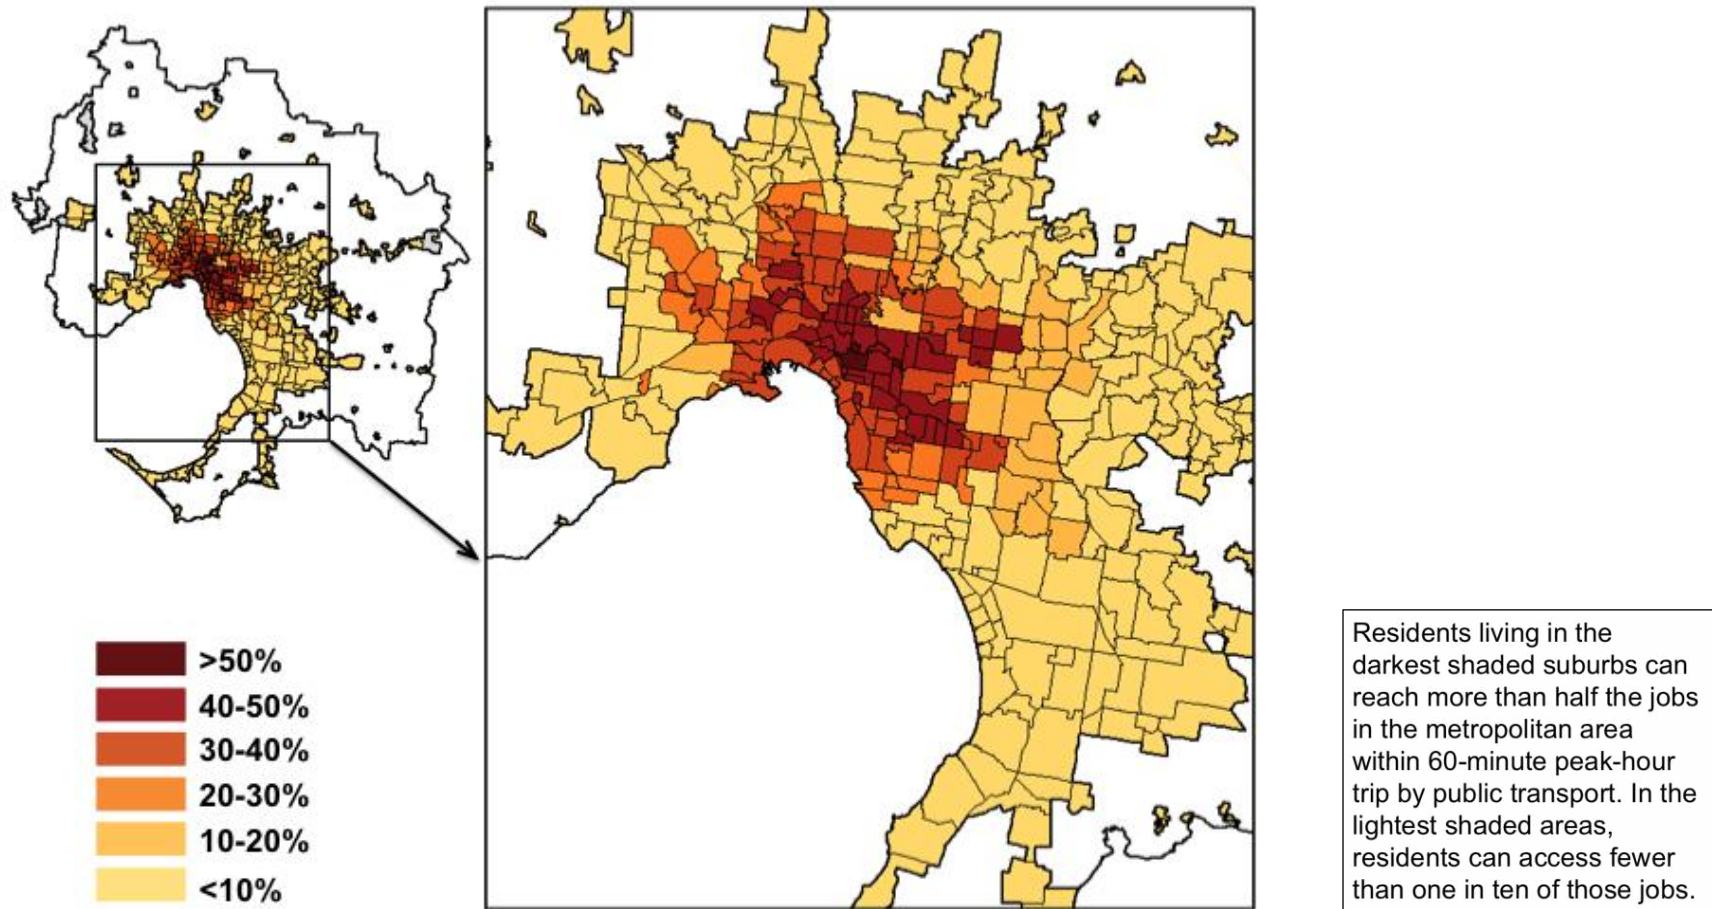 >50%
40-50%
30-40%
20-30%
10-20%
<10%
Residents living in the
darkest shaded suburbs can
reach more than half the jobs
in the metropolitan area
within 60-minute peak-hour
trip by public transport. In the
lightest shaded areas,
residents can access fewer
than one in ten of those jobs.